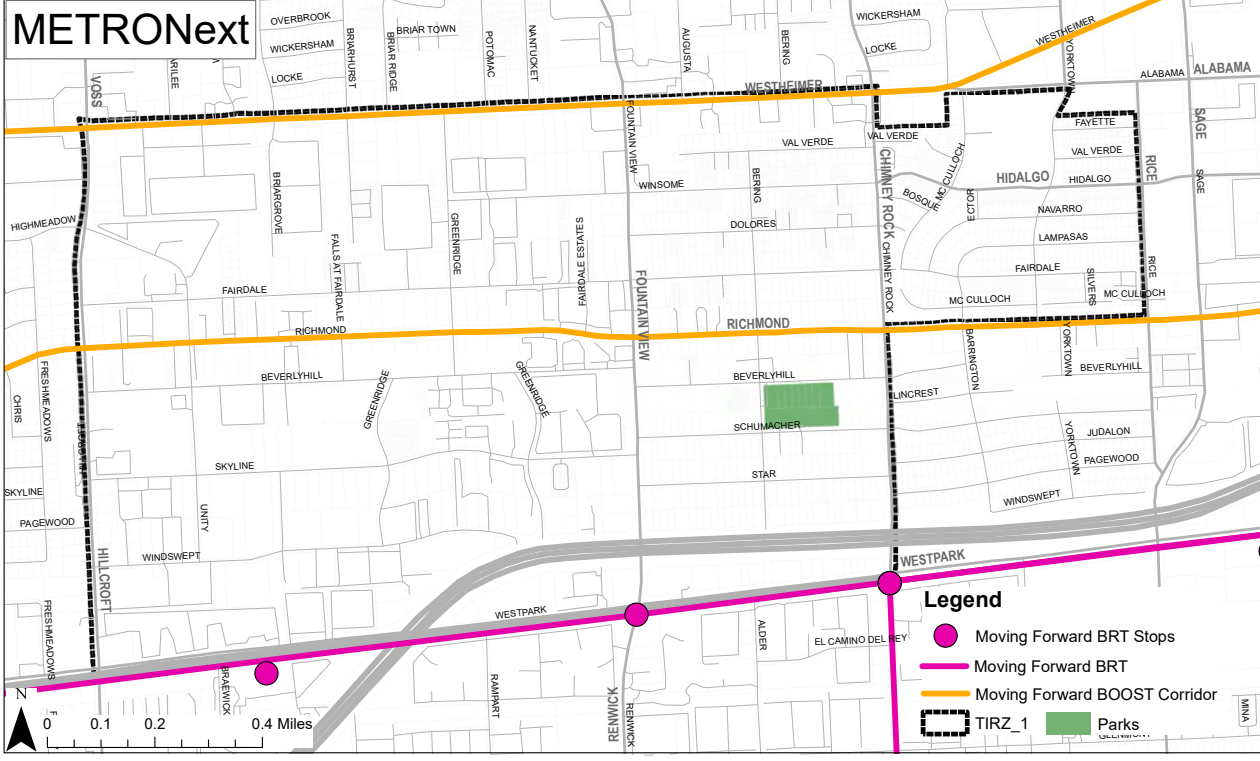 METRONext
OVERBROOK
WICKERSHAM
LOCKE
BRIARHURST
BRIAR RIDGE
BRIAR TOWN
POTOMAC
NANTUCKET
AUGUSTA
BERING
WICKERSHAM
LOCKE
WESTHEIMER
YORKTOWN
ALABAMA
ALABAMA
VOSS
WESTHEIMER
FOUNTAIN VIEW
VAL VERDE
VAL VERDE
FAYETTE
SAGE
VAL VERDE
CHIMNEY ROCK
MC CULLOCH
HIDALGO
HIDALGO
RICE
SAGE
BRIARGROVE
WINSOME
BERING
BOSQUE
ECTOR
NAVARRO
HIGHMEADOW
GREENRIDGE
FAIRDALE ESTATES
DOLORES
LAMPASAS
FALLS AT FAIRDALE
CHIMNEY ROCK
FAIRDALE
SILVERS
RICE
FAIRDALE
FOUNTAIN VIEW
MC CULLOCH
MC CULLOCH
RICHMOND
RICHMOND
BARRINGTON
YORKTOWN
FRESHMEADOWS
CHRIS
BEVERLYHILL
GREENRIDGE
GREENRIDGE
BEVERLYHILL
BEVERLYHILL
LINCREST
SCHUMACHER
YORKTOWN
JUDALON
SKYLINE
STAR
PAGEWOOD
SKYLINE
WINDSWEPT
PAGEWOOD
UNITY
WINDSWEPT
HILLCROFT
WESTPARK
FRESHMEADOWS
WESTPARK
ALDER
EL CAMINO DEL REY
BRAEWICK
RAMPART
RENWICK
RENWICK
MINA
Legend
Moving Forward BRT Stops
Moving Forward BRT
Moving Forward BOOST Corridor
TIRZ_1
Parks
N
0 0.1 0.2 0.4 Miles